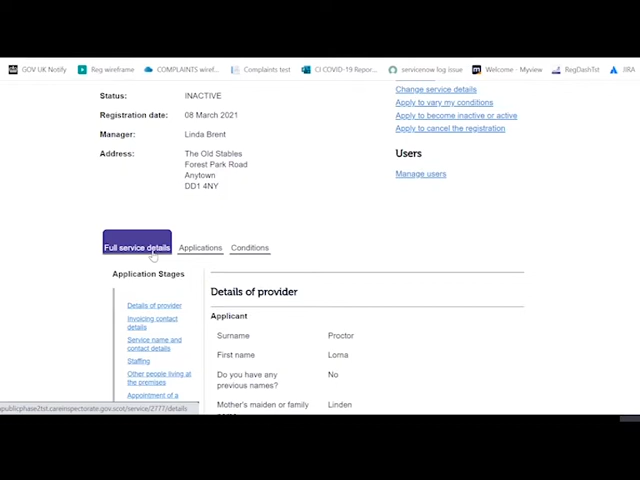 GOV UK Notify Reg wireframe COMPLAINTS wiref... Complaints test CI COVID-19 Repor... servicenow log issue Welcome - Myview RegDashTst JIRA
Status: INACTIVE
Registration date: 08 March 2021
Manager: Linda Brent
Address: The Old Stables
Forest Park Road
Anytown
DD1 4NY
Change service details
Apply to vary my conditions
Apply to become inactive or active
Apply to cancel the registration
Users
Manage users
Full service details Applications Conditions
Application Stages
Details of provider
Invoicing contact
details
Service name and
contact details
Staffing
Other people living at
the premises
Appointment of a
Details of provider
Applicant
Surname Proctor
First name Lorna
Do you have any No
previous names?
Mother's maiden or family Linden
publicphase2tst.careinspectorate.gov.scot/service/2777/details